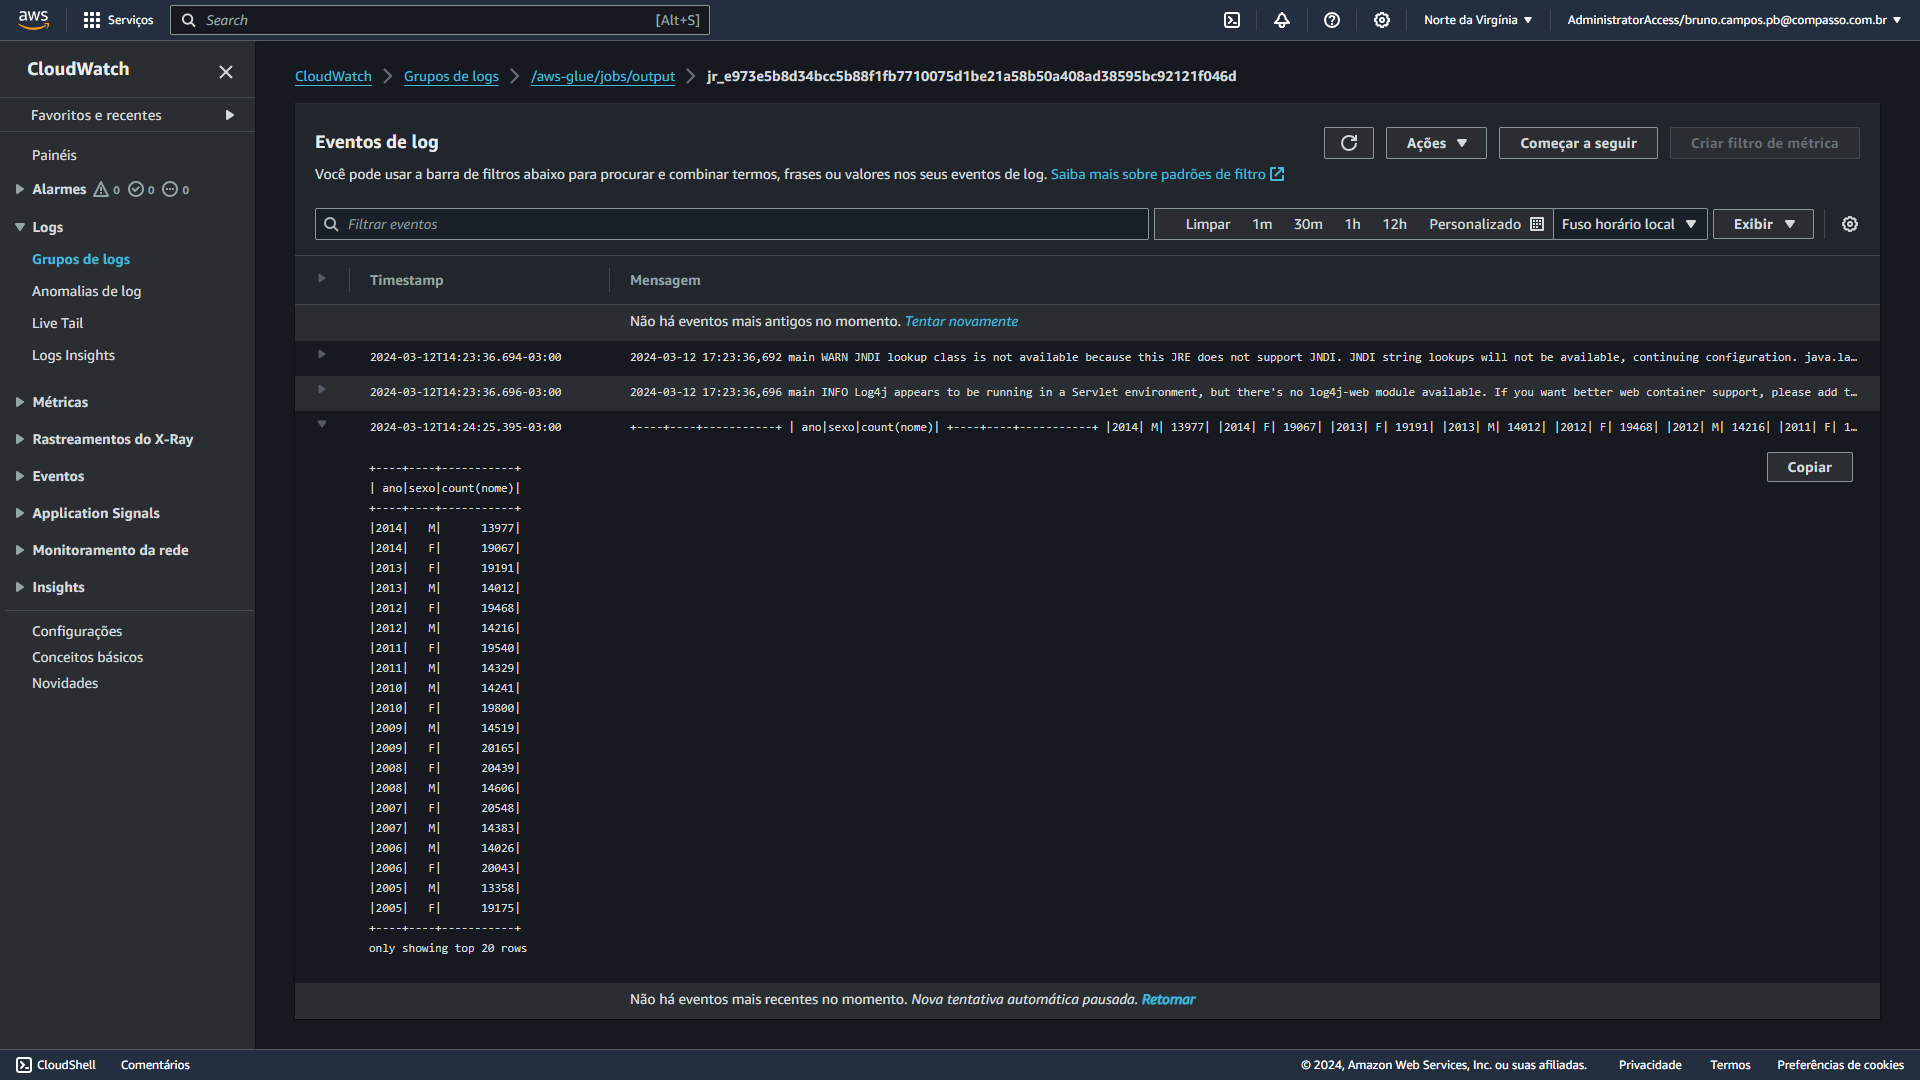 aws Serviços Search [Alt+S] Norte da Virgínia ▼ AdministratorAccess/bruno.campos.pb@compasso.com.br ▼
CloudWatch
Favoritos e recentes
Painéis
Alarmes 0 0 0
Logs
Grupos de logs
Anomalias de log
Live Tail
Logs Insights
Métricas
Rastreamentos do X-Ray
Eventos
Application Signals
Monitoramento da rede
Insights
Configurações
Conceitos básicos
Novidades
CloudWatch > Grupos de logs > /aws-glue/jobs/output > jr_e973e5b8d34bcc5b88f1fb7710075d1be21a58b50a408ad38595bc92121f046d
Eventos de log
Ações ▼ Começar a seguir Criar filtro de métrica
Você pode usar a barra de filtros abaixo para procurar e combinar termos, frases ou valores nos seus eventos de log. Saiba mais sobre padrões de filtro
Filtrar eventos Limpar 1m 30m 1h 12h Personalizado Fuso horário local ▼ Exibir ▼
Timestamp Mensagem
Não há eventos mais antigos no momento. Tentar novamente
2024-03-12T14:23:36.694-03:00 2024-03-12 17:23:36,692 main WARN JNDI lookup class is not available because this JRE does not support JNDI. JNDI string lookups will not be available, continuing configuration. java.la…
2024-03-12T14:23:36.696-03:00 2024-03-12 17:23:36,696 main INFO Log4j appears to be running in a Servlet environment, but there's no log4j-web module available. If you want better web container support, please add t…
2024-03-12T14:24:25.395-03:00 +----+----+-----------+ | ano|sexo|count(nome)| +----+----+-----------+ |2014| M| 13977| |2014| F| 19067| |2013| F| 19191| |2013| M| 14012| |2012| F| 19468| |2012| M| 14216| |2011| F| 1…
Copiar
+----+----+-----------+
| ano|sexo|count(nome)|
+----+----+-----------+
|2014|   M|      13977|
|2014|   F|      19067|
|2013|   F|      19191|
|2013|   M|      14012|
|2012|   F|      19468|
|2012|   M|      14216|
|2011|   F|      19540|
|2011|   M|      14329|
|2010|   M|      14241|
|2010|   F|      19800|
|2009|   M|      14519|
|2009|   F|      20165|
|2008|   F|      20439|
|2008|   M|      14606|
|2007|   F|      20548|
|2007|   M|      14383|
|2006|   M|      14026|
|2006|   F|      20043|
|2005|   M|      13358|
|2005|   F|      19175|
+----+----+-----------+
only showing top 20 rows
Não há eventos mais recentes no momento. Nova tentativa automática pausada. Retomar
CloudShell Comentários © 2024, Amazon Web Services, Inc. ou suas afiliadas. Privacidade Termos Preferências de cookies